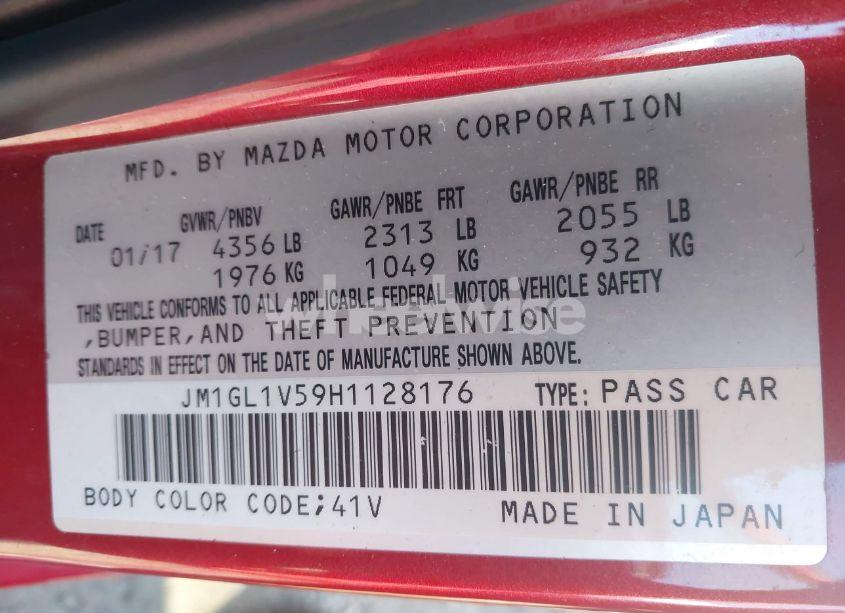 MFD. BY MAZDA MOTOR CORPORATION
DATE GVWR/PNBV GAWR/PNBE FRT GAWR/PNBE RR
01/17 4356 LB 2313 LB 2055 LB
1976 KG 1049 KG 932 KG
THIS VEHICLE CONFORMS TO ALL APPLICABLE FEDERAL MOTOR VEHICLE SAFETY
,BUMPER,AND THEFT PREVENTION
STANDARDS IN EFFECT ON THE DATE OF MANUFACTURE SHOWN ABOVE.
JM1GL1V59H1128176 TYPE: PASS CAR
BODY COLOR CODE;41V MADE IN JAPAN